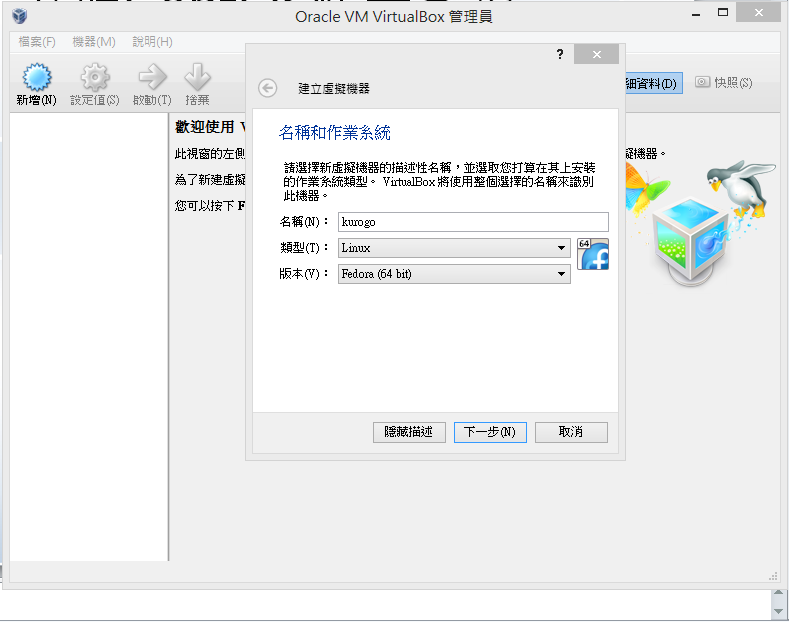 Oracle VM VirtualBox 管理員
檔案(F) 機器(M) 說明(H)
新增(N) 設定值(S) 啟動(T) 捨棄
細資料(D) 快照(S)
歡迎使用 V
此視窗的左側
擬機器。
為了新建虛擬
您可以按下 F
?
建立虛擬機器
名稱和作業系統
請選擇新虛擬機器的描述性名稱,並選取您打算在其上安裝
的作業系統類型。 VirtualBox 將使用整個選擇的名稱來識別
此機器。
名稱(N): kurogo
類型(T): Linux
64
版本(V): Fedora (64 bit)
隱藏描述 下一步(N) 取消